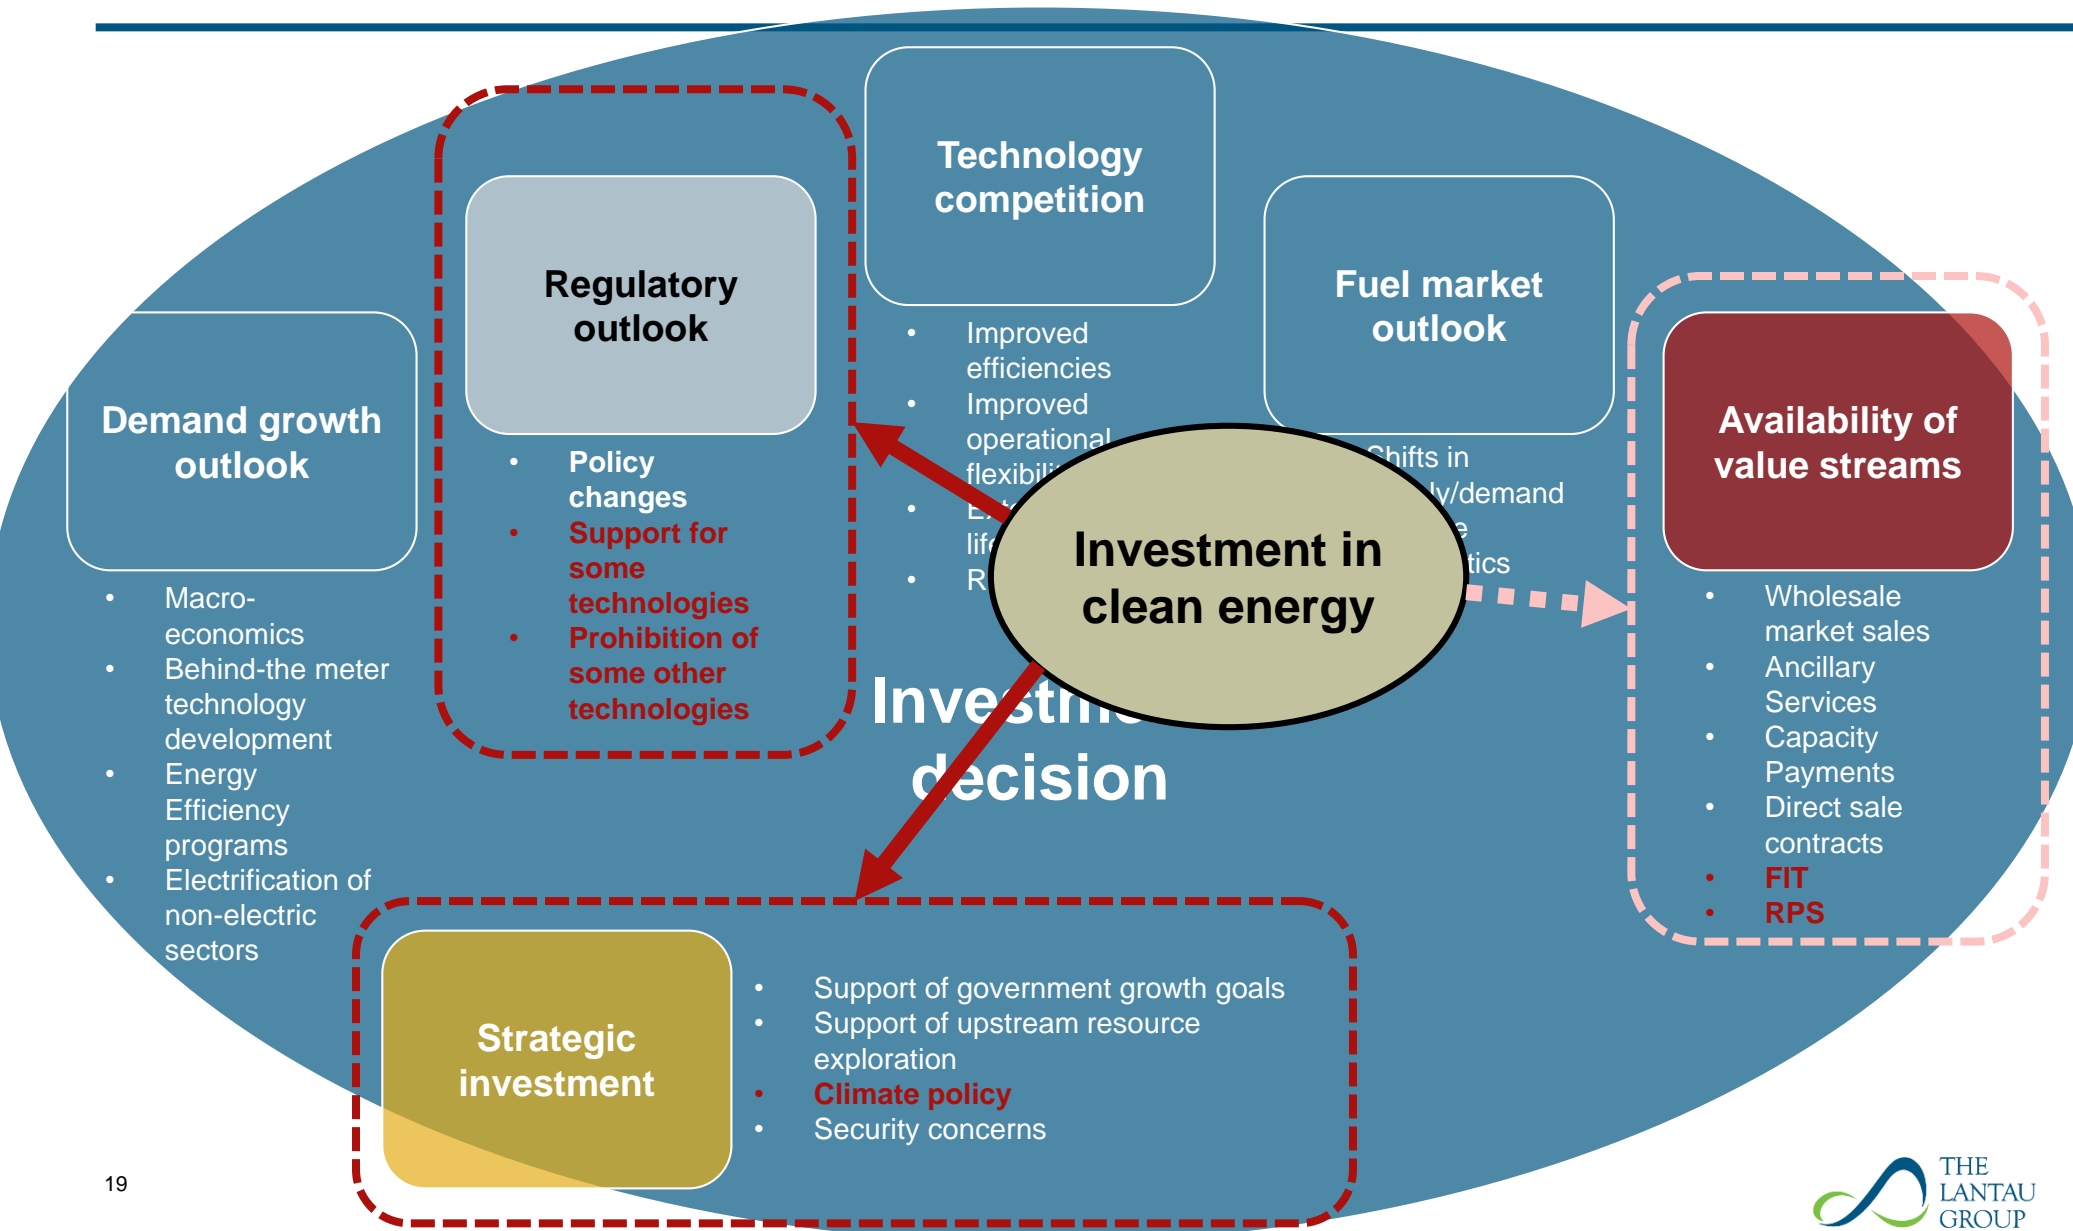 Technology
competition
• Improved
efficiencies
• Improved
operational
• 
• 
Regulatory
outlook
• Policy
changes
• Support for
some
technologies
• Prohibition of
some other
technologies
Fuel market
outlook
Shifts in
demand
Demand growth
outlook
• Macro-
economics
• Behind-the meter
technology
development
• Energy
Efficiency
programs
• Electrification of
non-electric
sectors
Availability of
value streams
• Wholesale
market sales
• Ancillary
Services
• Capacity
Payments
• Direct sale
contracts
• FIT
• RPS
Investment in
clean energy
decision
Strategic
investment
• Support of government growth goals
• Support of upstream resource
exploration
• Climate policy
• Security concerns
19
THE
LANTAU
GROUP